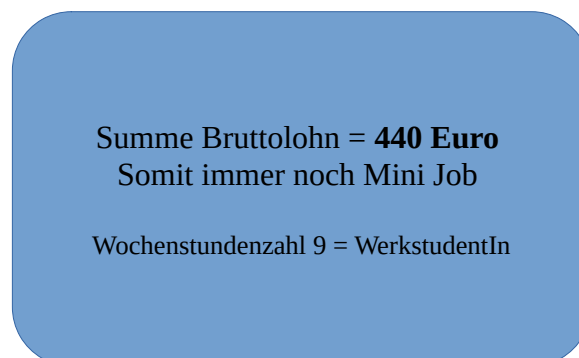 Summe Bruttolohn = 440 Euro
Somit immer noch Mini Job
Wochenstundenzahl 9 = WerkstudentIn